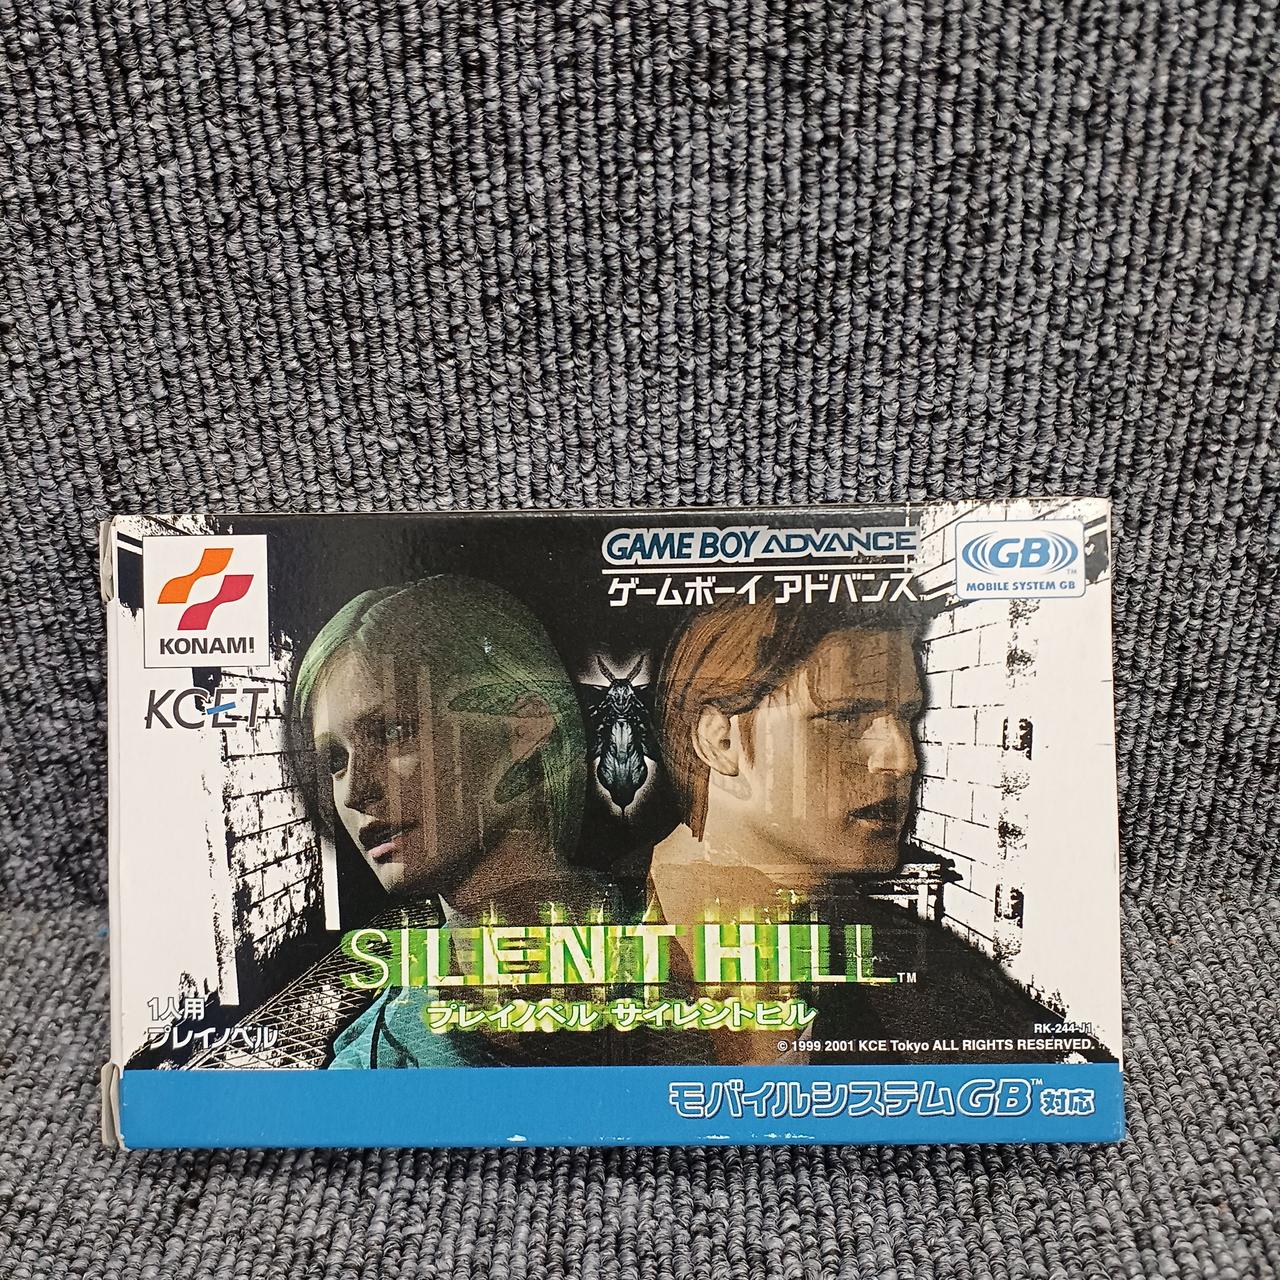 GAME BOY ADVANCE
ゲームボーイ アドバンス
GB™
MOBILE SYSTEM GB
KONAMI
KCET
SILENT HILL™
プレイノベル サイレントヒル
1人用
プレイノベル
RK-244-J1
© 1999 2001 KCE Tokyo ALL RIGHTS RESERVED.
モバイルシステムGB™対応